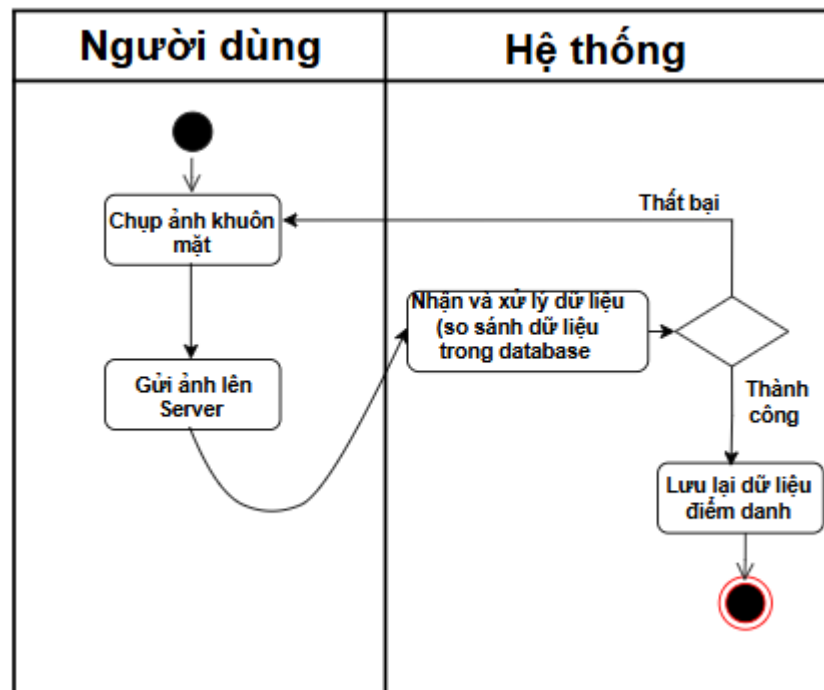 Người dùng
Hệ thống
Thất bại
Chụp ảnh khuôn
mặt
Nhận và xử lý dữ liệu
(so sánh dữ liệu
trong database
Gửi ảnh lên
Server
Thành
công
Lưu lại dữ liệu
điểm danh